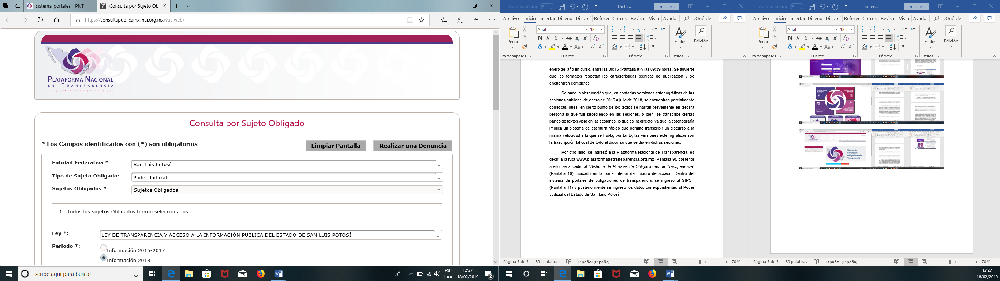 sistema-portales - PNT
Consulta por Sujeto Ob
https://consultapublicamx.inai.org.mx/vut-web/
PLATAFORMA NACIONAL
DE TRANSPARENCIA
www.plataformadetransparencia.org.mx
Consulta por Sujeto Obligado
* Los Campos identificados con (*) son obligatorios
Limpiar Pantalla
Realizar una Denuncia
Entidad Federativa *:
San Luis Potosí
Tipo de Sujeto Obligado:
Poder Judicial
Sujetos Obligados *:
Sujetos Obligados
1. Todos los sujetos Obligados fueron seleccionados
Ley *:
LEY DE TRANSPARENCIA Y ACCESO A LA INFORMACIÓN PÚBLICA DEL ESTADO DE SAN LUIS POTOSÍ
Periodo *:
Información 2015-2017
Información 2018
Escribe aquí para buscar
ESP
LAA
12:27
18/02/2019
2
Autoguardado
Dicta...
Inic. ses.
Archivo Inicio Insertar Diseño Dispos Referer Corresp Revisar Vista Ayuda ¿Qué de
Pegar
Arial
12
N K S ab x₂ x²
A A Aa A A
Estilos
Edición
Portapapeles Fuente Párrafo Estilos
enero del año en curso, entre las 09:15 (Pantalla 8) y las 09:39 horas. Se advierte
que los formatos respetan las características técnicas de publicación y se
encuentran completos.
Se hace la observación que, en contadas versiones estenográficas de las
sesiones públicas, de enero de 2016 a julio de 2018, se encuentran parcialmente
correctas, pues, en cierto punto de los textos se narran brevemente en tercera
persona lo que fue sucediendo en las sesiones, o bien, se transcribe ciertas
partes de textos visto en las sesiones, lo que es incorrecto, ya que la estenografía
implica un sistema de escritura rápido que permite transcribir un discurso a la
misma velocidad a la que se habla, por tanto, las versiones estenográficas son
la trascripción tal cual de todo el discurso que se dio en dichas sesiones.
Por otro lado, se ingresó a la Plataforma Nacional de Transparencia, es
decir, a la ruta www.plataformadetransparencia.org.mx (Pantalla 9), posterior
a ello, se accedió al “Sistema de Portales de Obligaciones de Transparencia”
(Pantalla 10), ubicado en la parte inferior del cuadro de acceso. Dentro del
sistema de portales de obligaciones de transparencia, se ingresó al SIPOT
(Pantalla 11) y posteriormente se ingreso los datos correspondientes al Poder
Judicial del Estado de San Luis Potosí
Página 3 de 3 891 palabras Español (España) 70 %
Autoguardado
scree...
Inic. ses.
Archivo Inicio Insertar Diseño Dispos Referer Corresp Revisar Vista Ayuda ¿Qué de
Pegar
Arial
12
N K S ab x₂ x²
A A Aa A A
Estilos
Edición
Portapapeles Fuente Párrafo Estilos
Sistema de
Portales de
Obligaciones de
Transparencia
Página 3 de 3 80 palabras Español (España) 70 %
12:27
18/02/2019